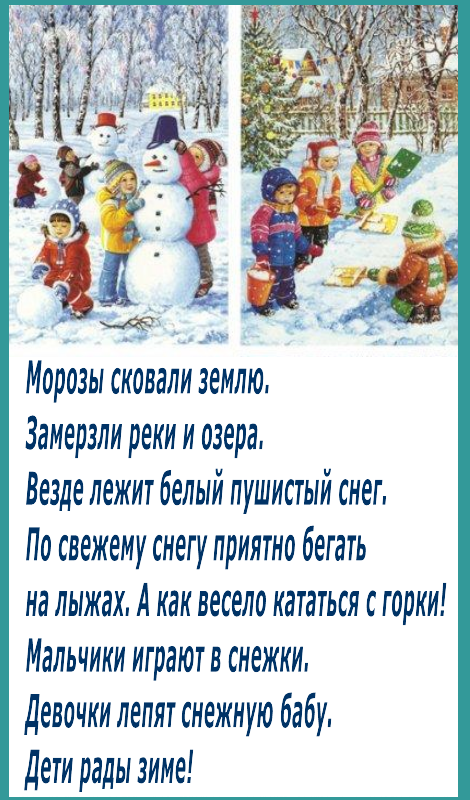 Морозы сковали землю.
Замерзли реки и озера.
Везде лежит белый пушистый снег.
По свежему снегу приятно бегать
на лыжах. А как весело кататься с горки!
Мальчики играют в снежки.
Девочки лепят снежную бабу.
Дети рады зиме!